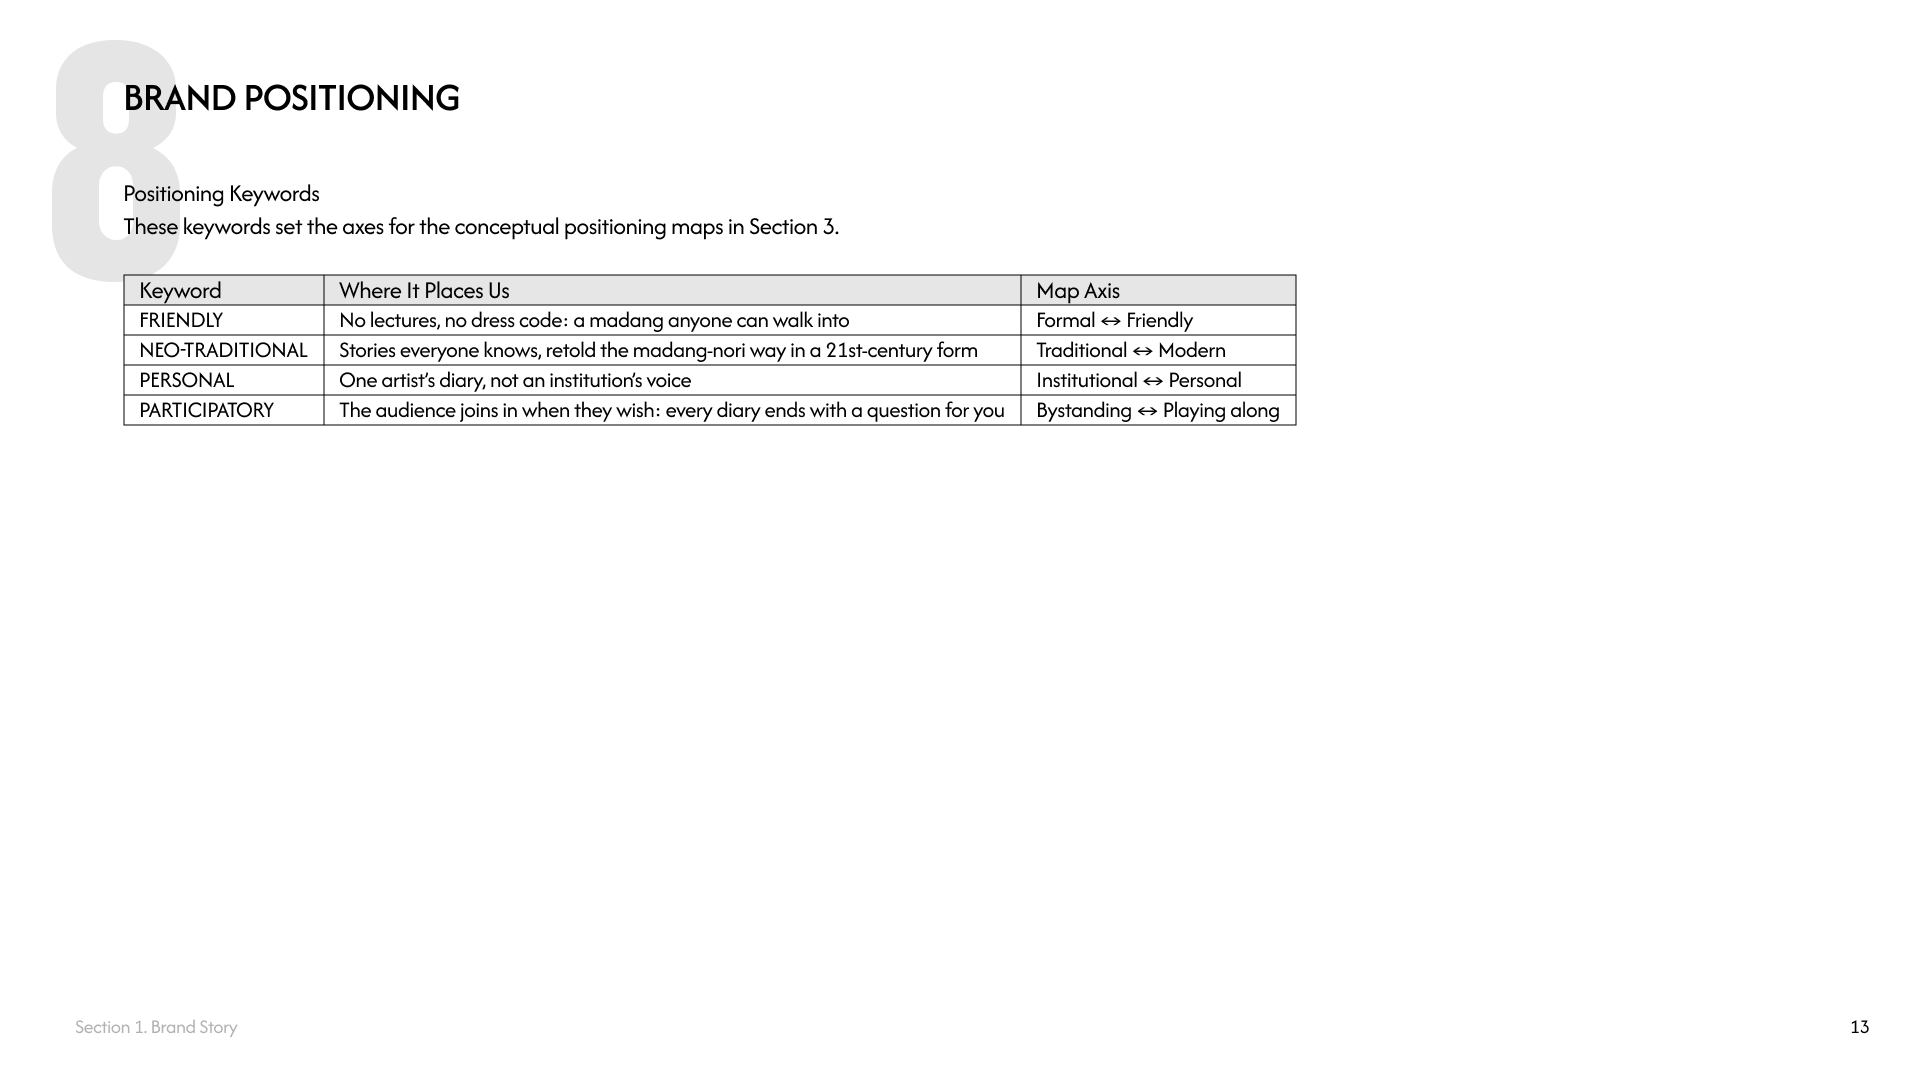 8
BRAND POSITIONING
Positioning Keywords
These keywords set the axes for the conceptual positioning maps in Section 3.
Keyword Where It Places Us Map Axis
FRIENDLY No lectures, no dress code: a madang anyone can walk into Formal ↔ Friendly
NEO-TRADITIONAL Stories everyone knows, retold the madang-nori way in a 21st-century form Traditional ↔ Modern
PERSONAL One artist’s diary, not an institution’s voice Institutional ↔ Personal
PARTICIPATORY The audience joins in when they wish: every diary ends with a question for you Bystanding ↔ Playing along
Section 1. Brand Story
13